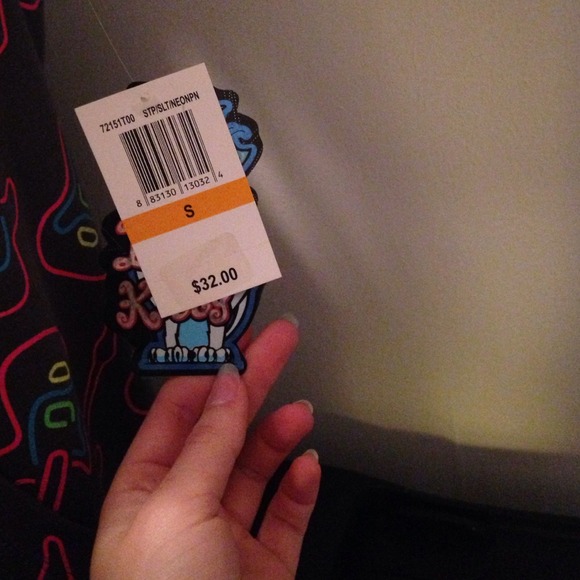 72151T00 STP/SLT/NEONPN
8 83130 13032 4
S
$32.00